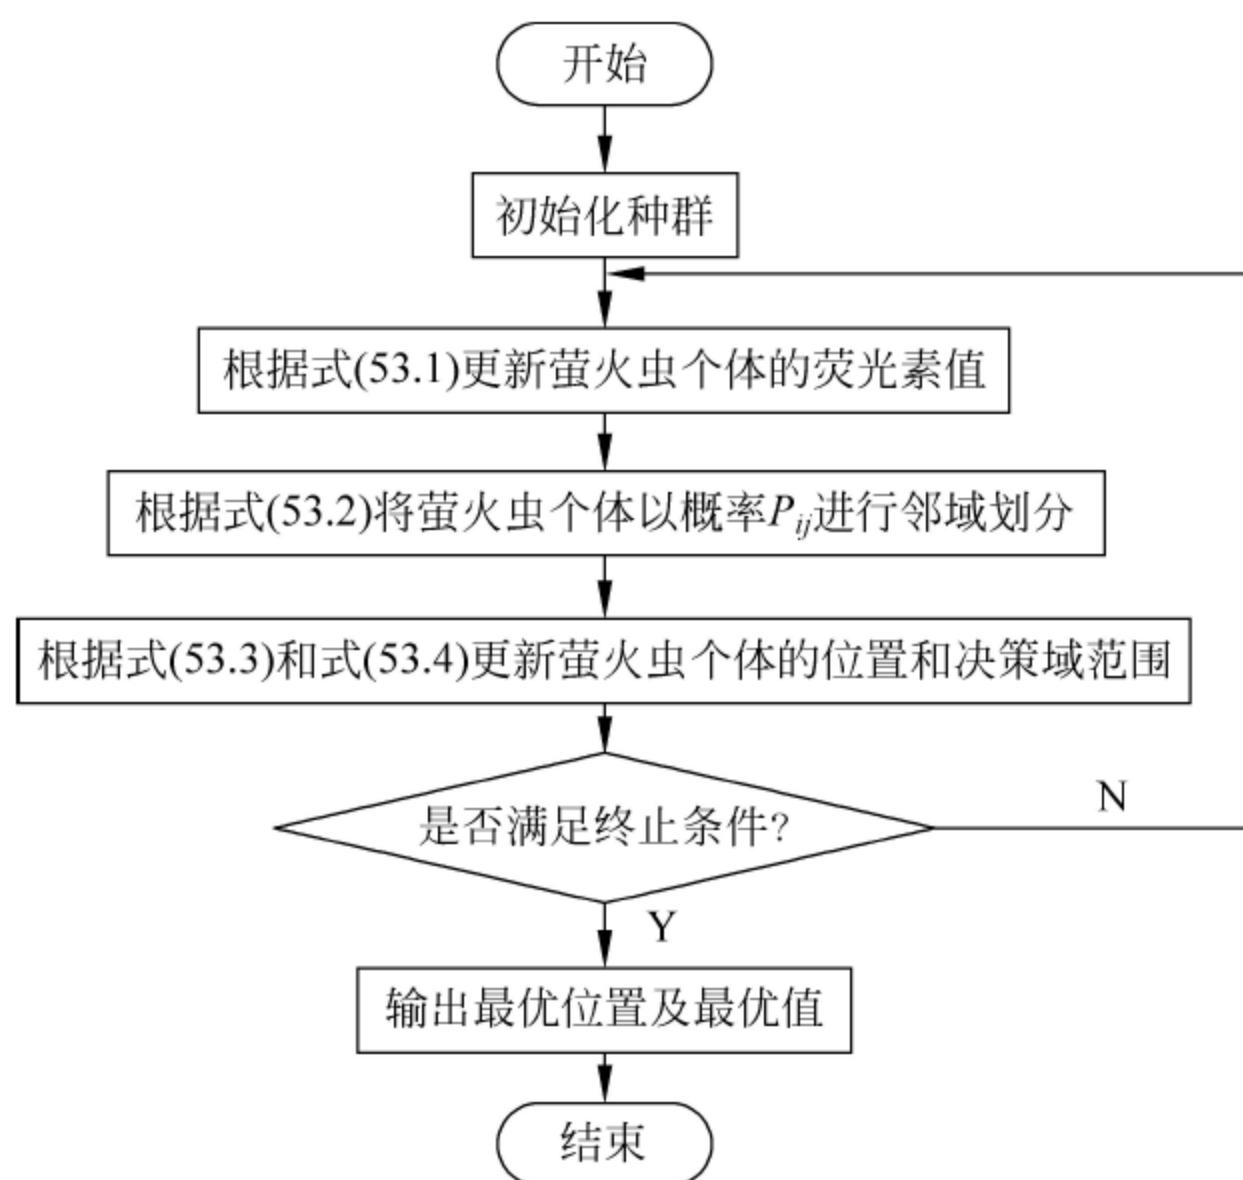 开始
初始化种群
根据式(53.1)更新萤火虫个体的荧光素值
根据式(53.2)将萤火虫个体以概率P_{ij}进行邻域划分
根据式(53.3)和式(53.4)更新萤火虫个体的位置和决策域范围
是否满足终止条件?
N
Y
输出最优位置及最优值
结束